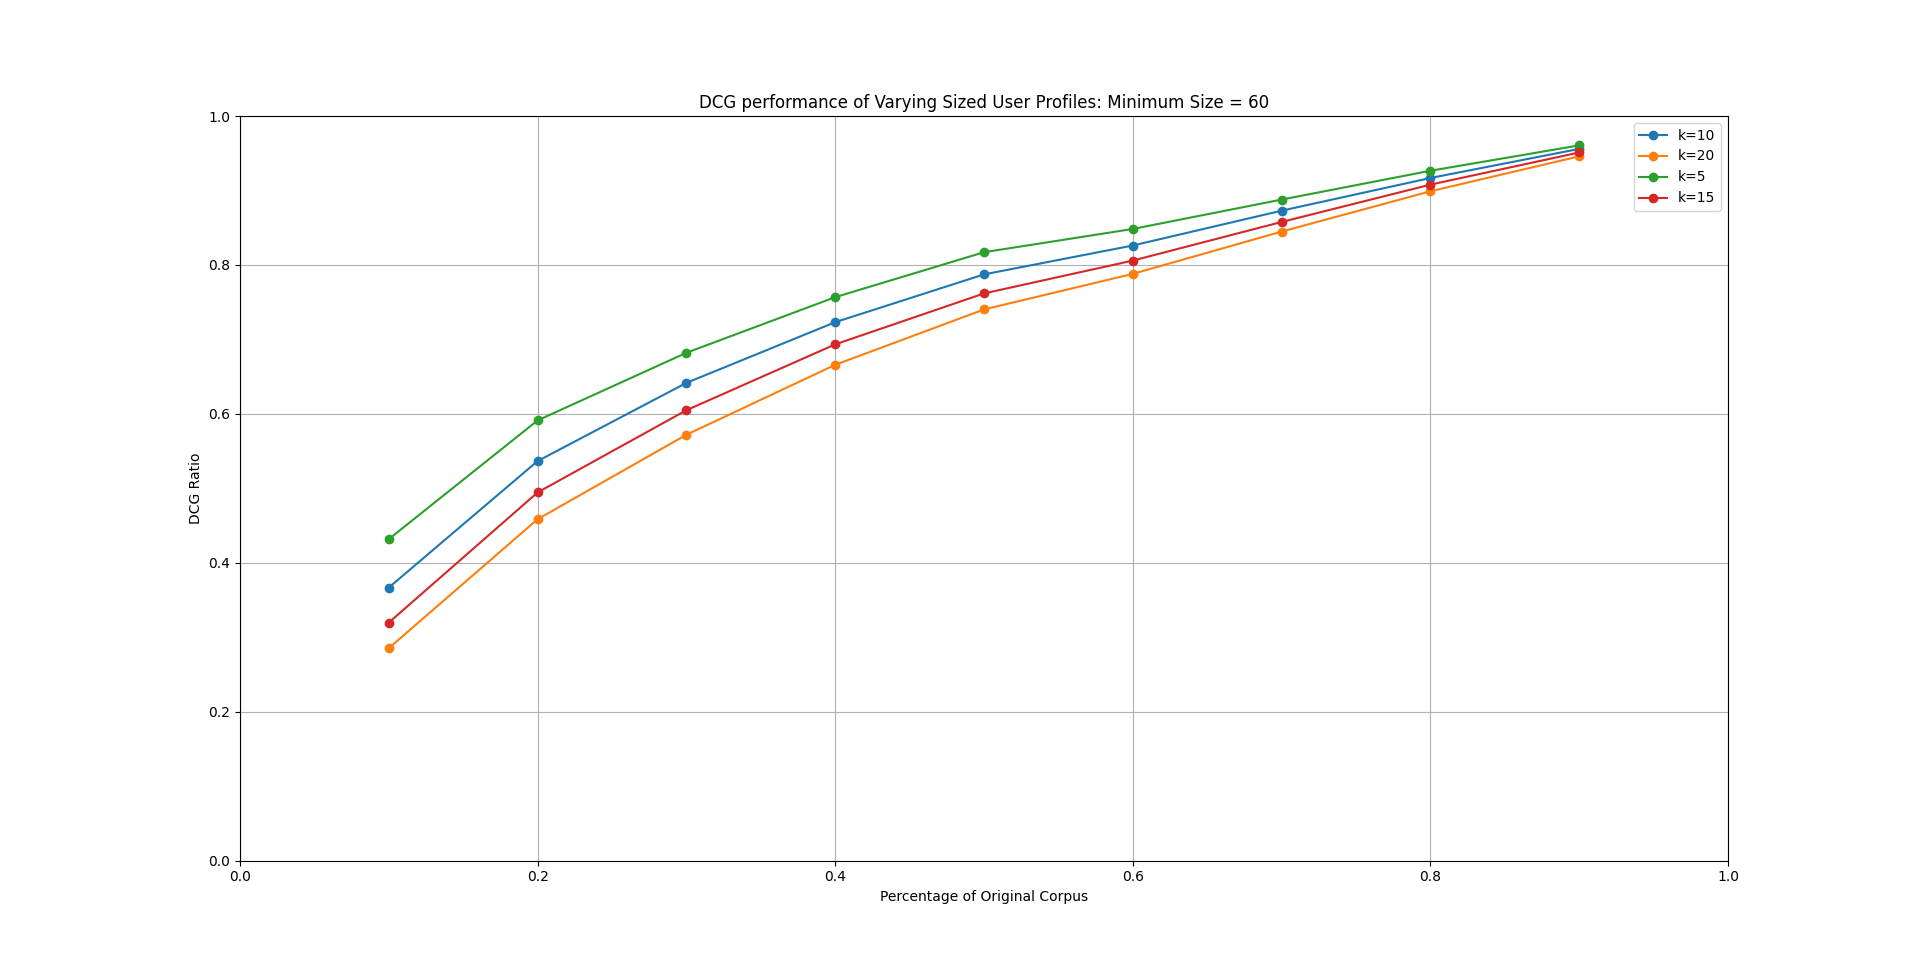 DCG performance of Varying Sized User Profiles: Minimum Size = 60
1.0
0.8
0.6
0.4
0.2
0.0
DCG Ratio
k=10
k=20
k=5
k=15
0.0 0.2 0.4 0.6 0.8 1.0
Percentage of Original Corpus